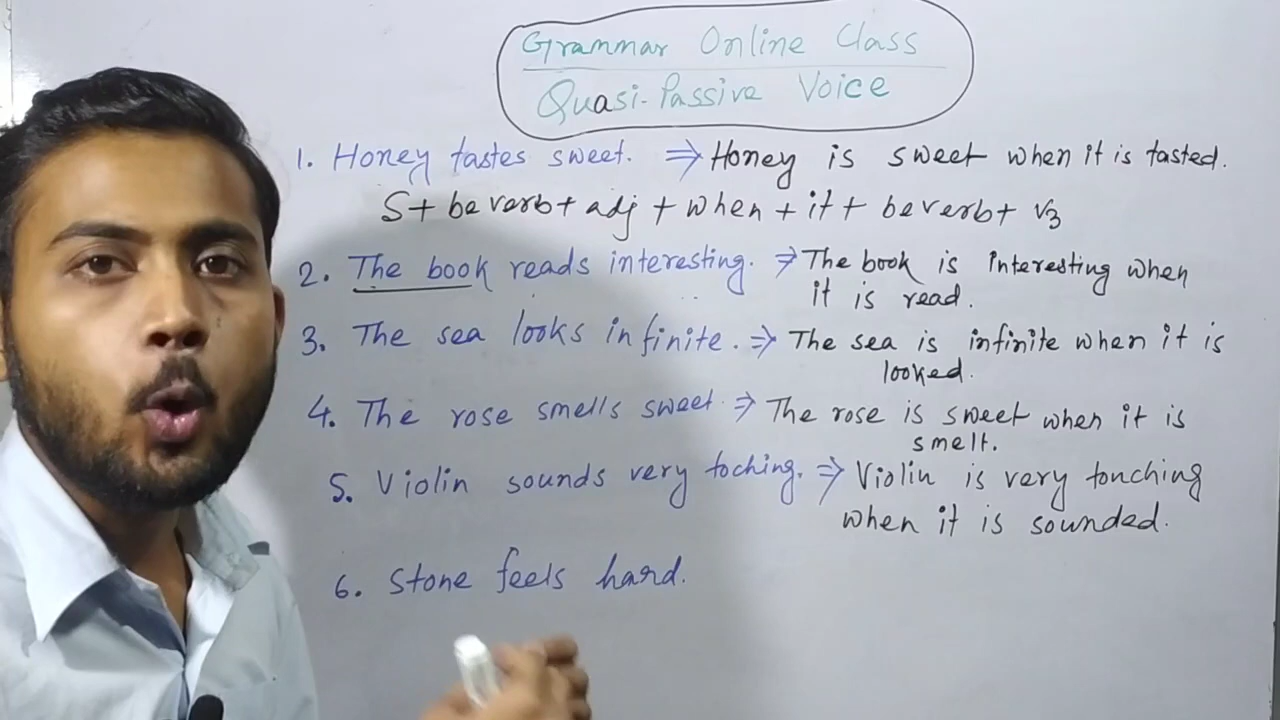 Grammar Online Class
Quasi-Passive Voice
1. Honey tastes sweet. ⇒ Honey is sweet when it is tasted.
S + be verb + adj + when + it + be verb + V3
2. The book reads interesting. ⇒ The book is interesting when
it is read.
3. The sea looks infinite. ⇒ The sea is infinite when it is
looked.
4. The rose smells sweet. ⇒ The rose is sweet when it is
smelt.
5. Violin sounds very toching. ⇒ Violin is very touching
when it is sounded.
6. Stone feels hard.